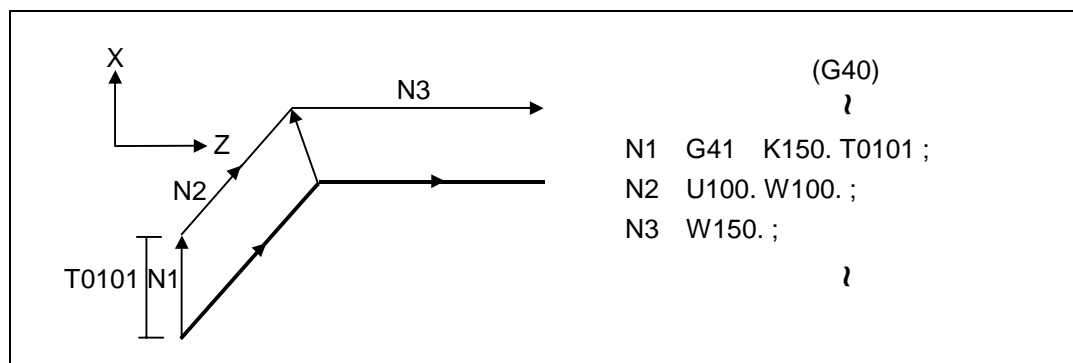 X
Z
N3
N2
T0101
N1
(G40)
≀
N1 G41 K150. T0101 ;
N2 U100. W100. ;
N3 W150. ;
≀